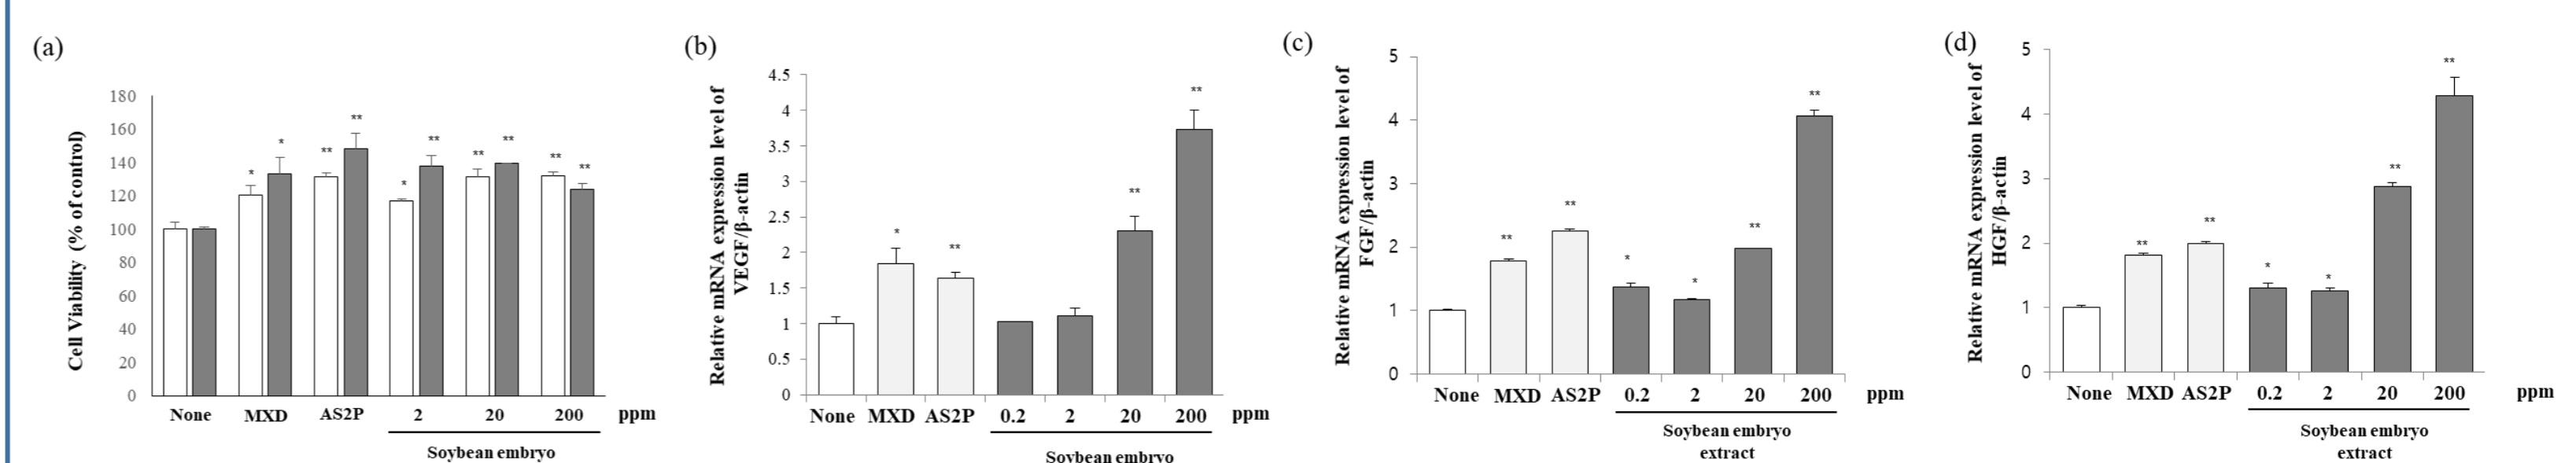 (a)
Cell Viability (% of control)
180
160
140
120
100
80
60
40
20
0
* * ** ** * ** ** ** ** **
None MXD AS2P 2 20 200 ppm
Soybean embryo
(b)
Relative mRNA expression level of
VEGF/β-actin
4.5
4
3.5
3
2.5
2
1.5
1
0.5
0
* ** ** **
None MXD AS2P 0.2 2 20 200 ppm
Soybean embryo
(c)
Relative mRNA expression level of
FGF/β-actin
5
4
3
2
1
0
** ** * * ** **
None MXD AS2P 0.2 2 20 200 ppm
Soybean embryo
extract
(d)
Relative mRNA expression level of
HGF/β-actin
5
4
3
2
1
0
** ** * * ** **
None MXD AS2P 0.2 2 20 200 ppm
Soybean embryo
extract